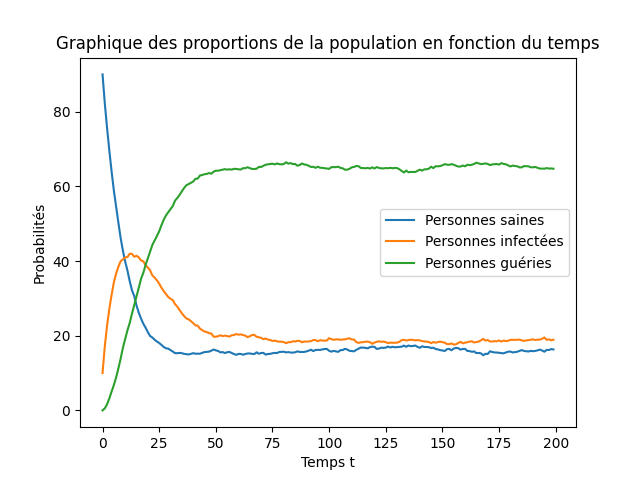 Graphique des proportions de la population en fonction du temps
Probabilités
80
60
40
20
0
Personnes saines
Personnes infectées
Personnes guéries
0 25 50 75 100 125 150 175 200
Temps t